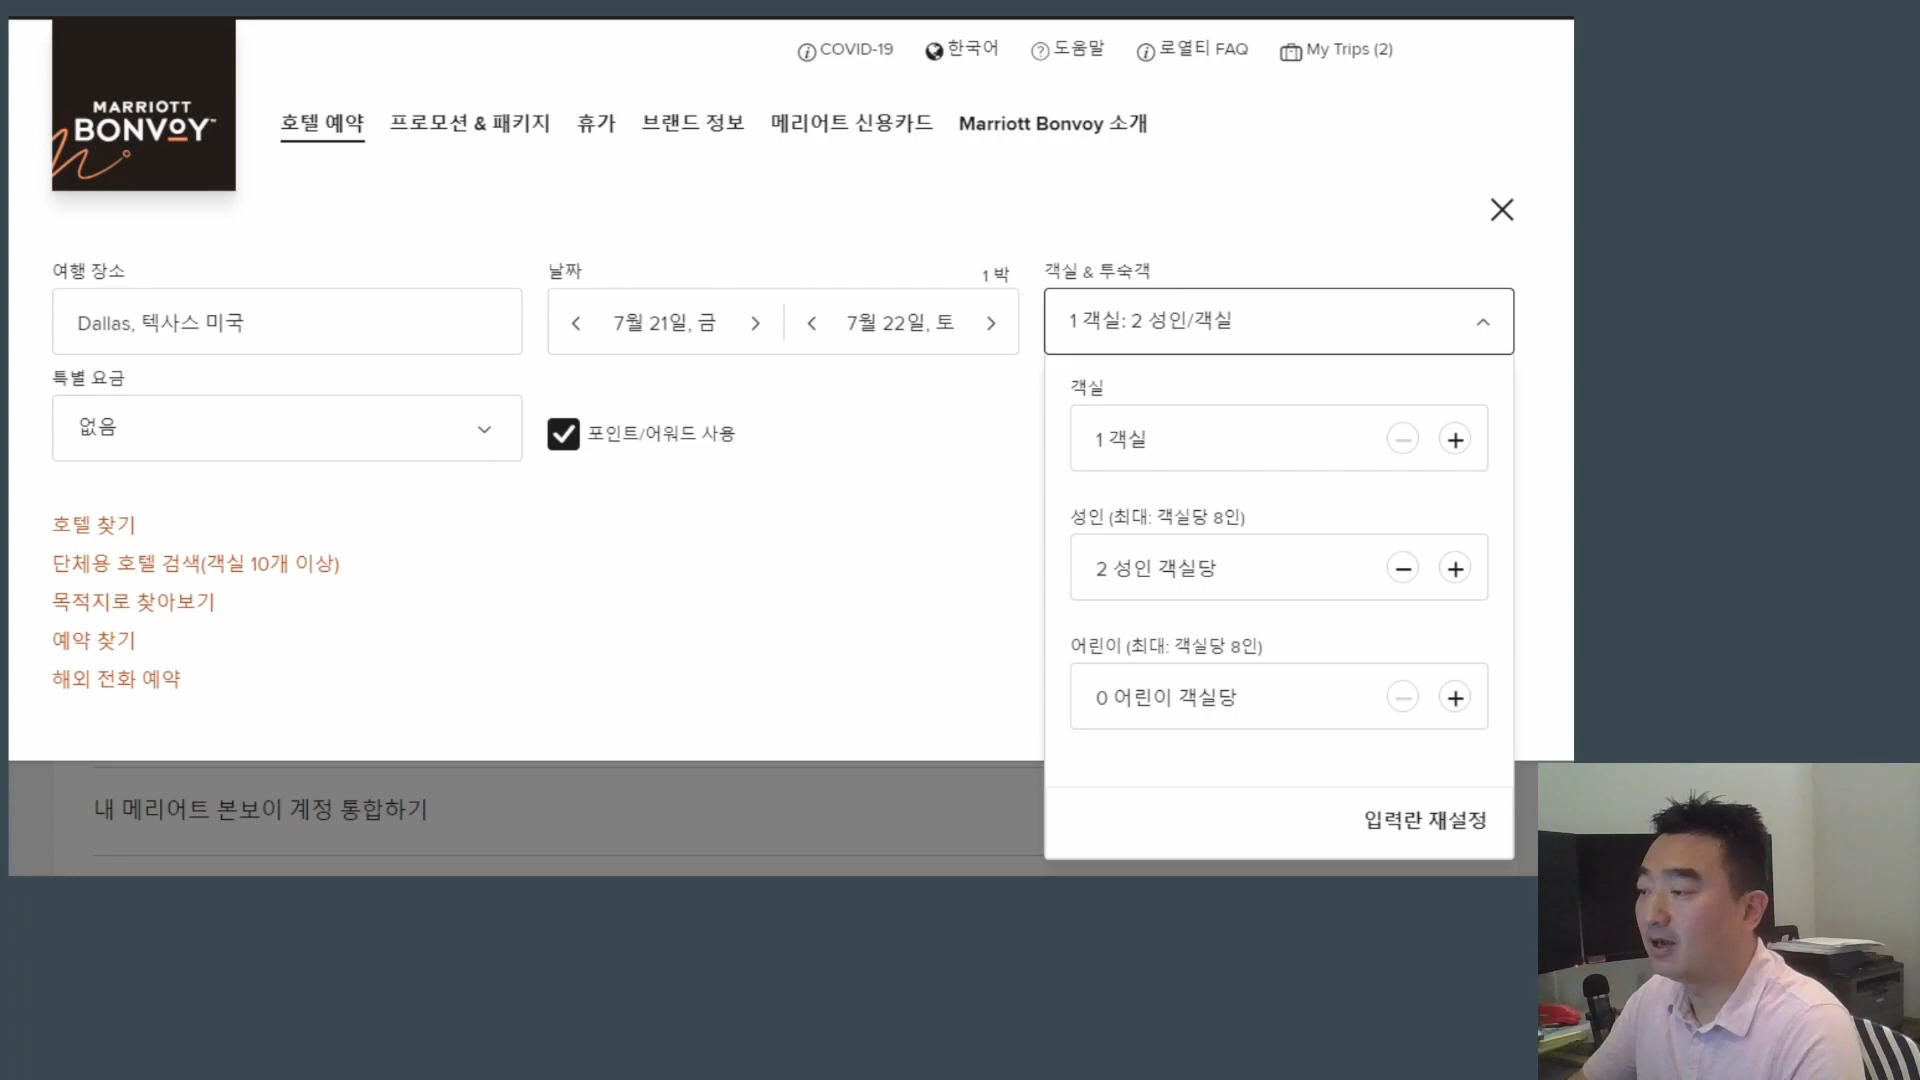 COVID-19 한국어 도움말 로열티 FAQ My Trips (2)
MARRIOTT
BONVOY™
호텔 예약 프로모션 & 패키지 휴가 브랜드 정보 메리어트 신용카드 Marriott Bonvoy 소개
여행 장소
Dallas, 텍사스 미국
날짜
1 박
7월 21일, 금 7월 22일, 토
객실 & 투숙객
1 객실: 2 성인/객실
특별 요금
없음
포인트/어워드 사용
객실
1 객실
성인 (최대: 객실당 8인)
2 성인 객실당
어린이 (최대: 객실당 8인)
0 어린이 객실당
입력란 재설정
호텔 찾기
단체용 호텔 검색(객실 10개 이상)
목적지로 찾아보기
예약 찾기
해외 전화 예약
내 메리어트 본보이 계정 통합하기